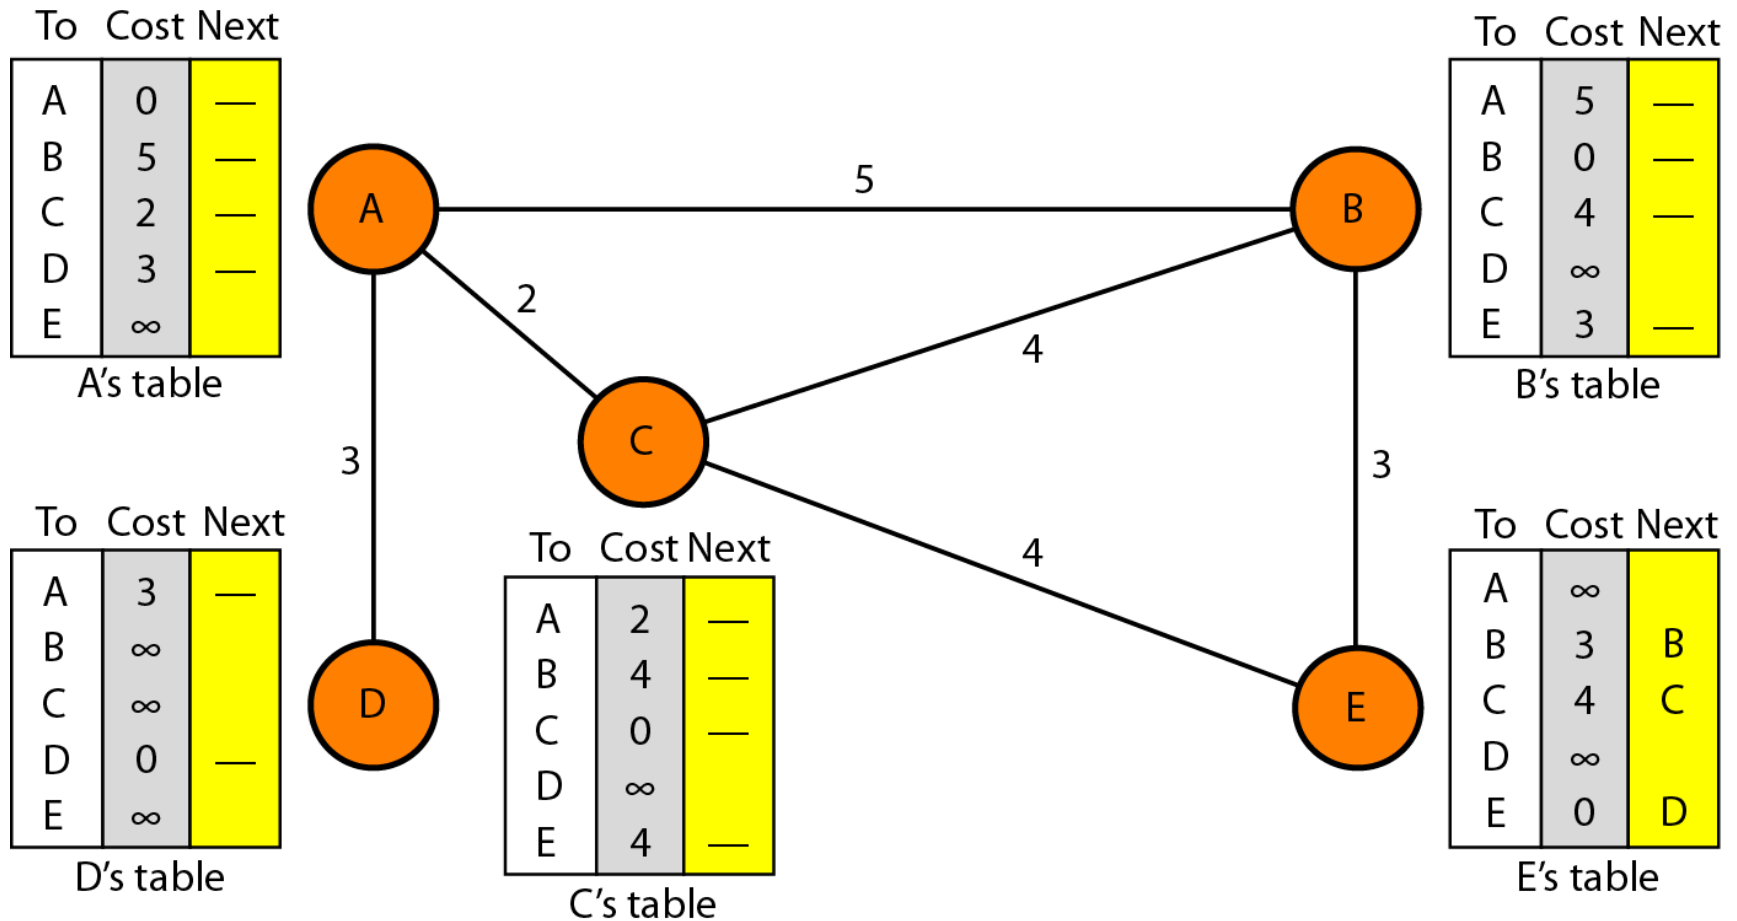 To Cost Next
A 0 —
B 5 —
C 2 —
D 3 —
E ∞
A's table
To Cost Next
A 5 —
B 0 —
C 4 —
D ∞
E 3 —
B's table
A
5
B
2
4
C
3
3
4
D
E
To Cost Next
A 3 —
B ∞
C ∞
D 0 —
E ∞
D's table
To Cost Next
A 2 —
B 4 —
C 0 —
D ∞
E 4 —
C's table
To Cost Next
A ∞
B 3 B
C 4 C
D ∞
E 0 D
E's table